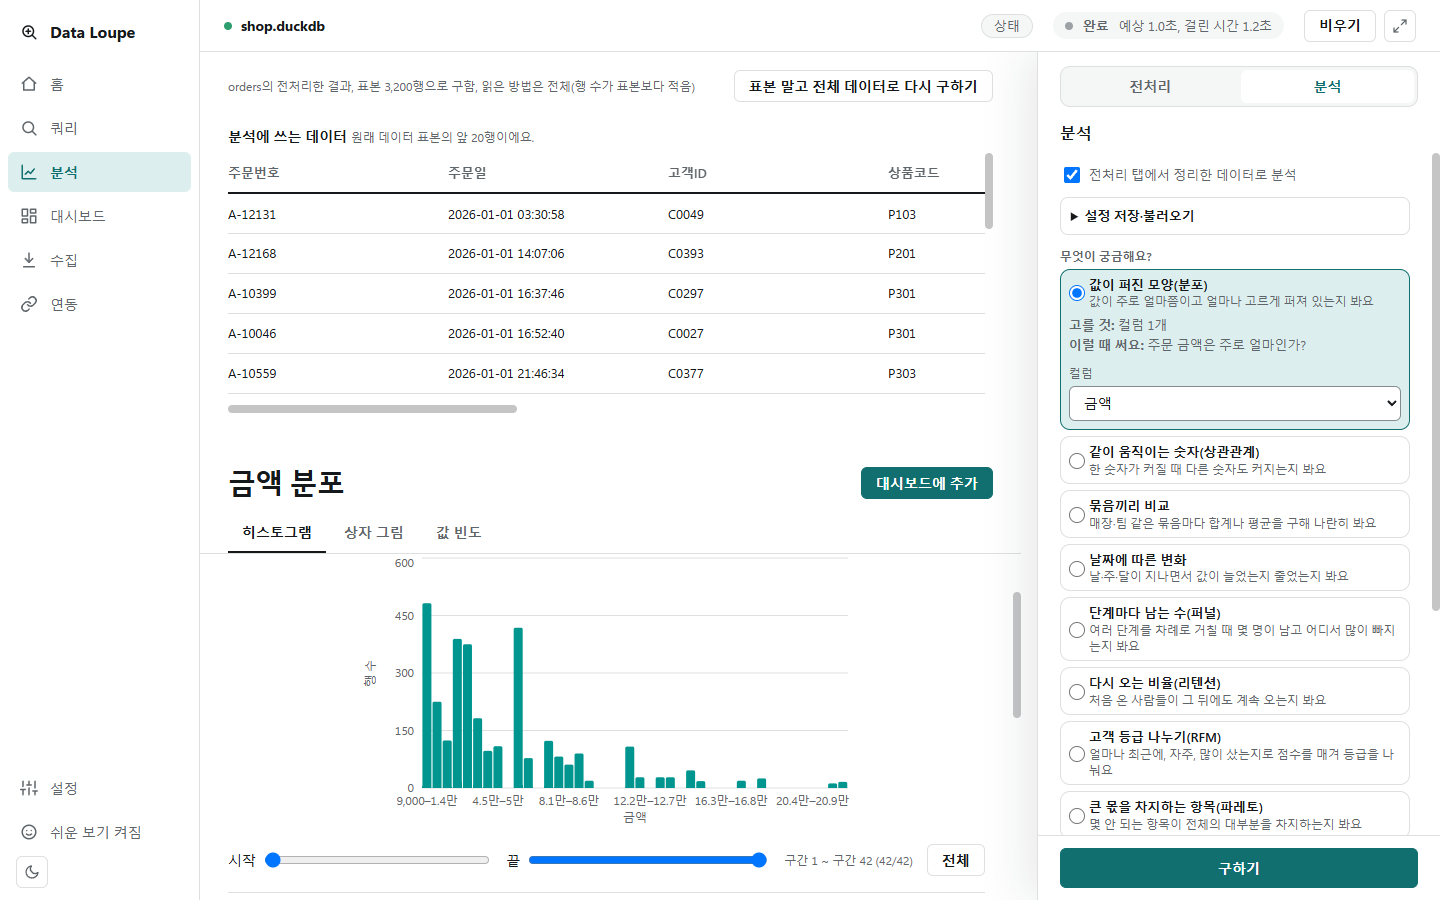 Data Loupe
홈
쿼리
분석
대시보드
수집
연동
설정
쉬운 보기 켜짐
shop.duckdb
상태
완료 예상 1.0초, 걸린 시간 1.2초
비우기
orders의 전처리한 결과, 표본 3,200행으로 구함, 읽은 방법은 전체(행 수가 표본보다 적음)
표본 말고 전체 데이터로 다시 구하기
분석에 쓰는 데이터 원래 데이터 표본의 앞 20행이에요.
주문번호 주문일 고객ID 상품코드
A-12131 2026-01-01 03:30:58 C0049 P103
A-12168 2026-01-01 14:07:06 C0393 P201
A-10399 2026-01-01 16:37:46 C0297 P301
A-10046 2026-01-01 16:52:40 C0027 P301
A-10559 2026-01-01 21:46:34 C0377 P303
금액 분포
대시보드에 추가
히스토그램 상자 그림 값 빈도
600
450
300
150
0
행 수
9,000–1.4만 4.5만–5만 8.1만–8.6만 12.2만–12.7만 16.3만–16.8만 20.4만–20.9만
금액
시작 끝 구간 1 ~ 구간 42 (42/42) 전체
전처리 분석
분석
전처리 탭에서 정리한 데이터로 분석
▶ 설정 저장·불러오기
무엇이 궁금해요?
값이 퍼진 모양(분포)
값이 주로 얼마쯤이고 얼마나 고르게 퍼져 있는지 봐요
고를 것: 컬럼 1개
이럴 때 써요: 주문 금액은 주로 얼마인가?
컬럼
금액
같이 움직이는 숫자(상관관계)
한 숫자가 커질 때 다른 숫자도 커지는지 봐요
묶음끼리 비교
매장·팀 같은 묶음마다 합계나 평균을 구해 나란히 봐요
날짜에 따른 변화
날·주·달이 지나면서 값이 늘었는지 줄었는지 봐요
단계마다 남는 수(퍼널)
여러 단계를 차례로 거칠 때 몇 명이 남고 어디서 많이 빠지
는지 봐요
다시 오는 비율(리텐션)
처음 온 사람들이 그 뒤에도 계속 오는지 봐요
고객 등급 나누기(RFM)
얼마나 최근에, 자주, 많이 샀는지로 점수를 매겨 등급을 나
눠요
큰 몫을 차지하는 항목(파레토)
몇 안 되는 항목이 전체의 대부분을 차지하는지 봐요
구하기